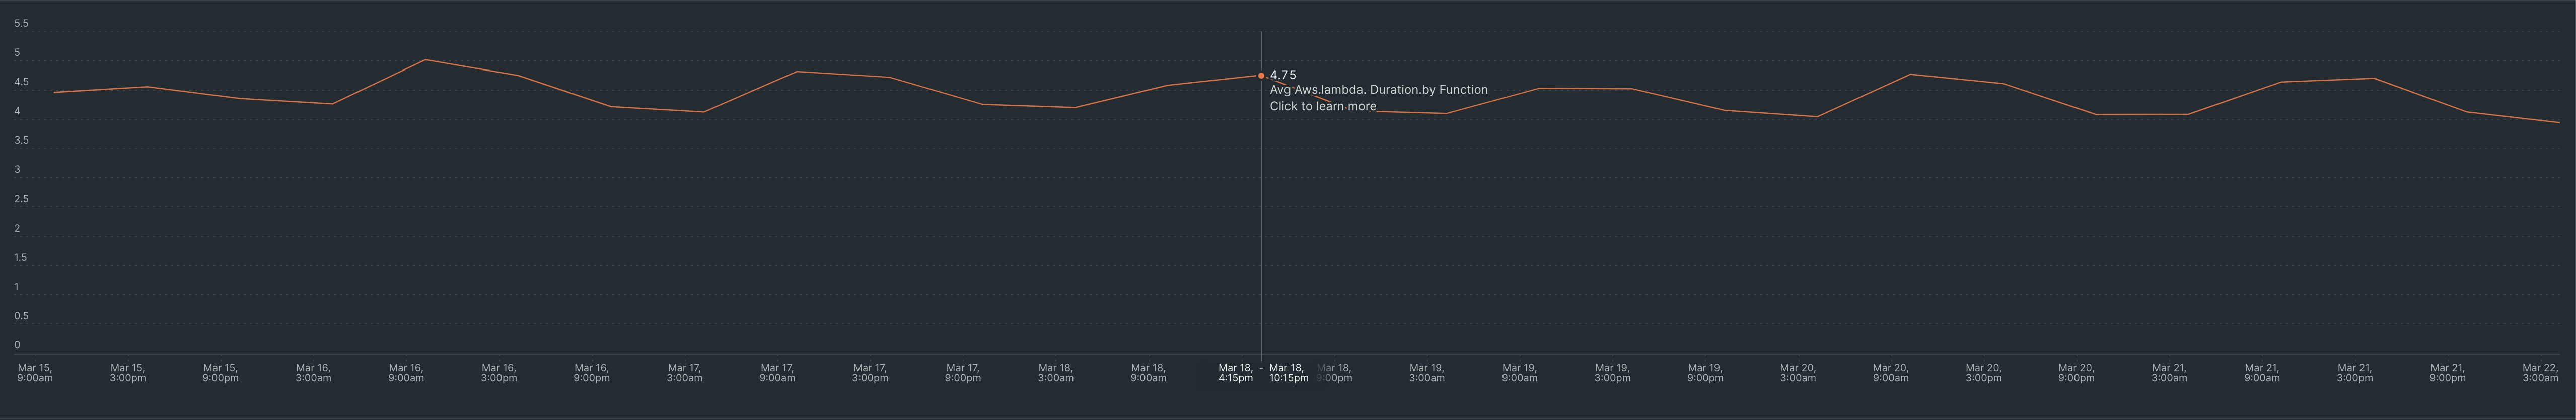 5.5
5
4.5
4
3.5
3
2.5
2
1.5
1
0.5
0
4.75
Avg Aws.lambda. Duration.by Function
Click to learn more
Mar 15, 9:00am
Mar 15, 3:00pm
Mar 15, 9:00pm
Mar 16, 3:00am
Mar 16, 9:00am
Mar 16, 3:00pm
Mar 16, 9:00pm
Mar 17, 3:00am
Mar 17, 9:00am
Mar 17, 3:00pm
Mar 17, 9:00pm
Mar 18, 3:00am
Mar 18, 9:00am
Mar 18, 4:15pm - Mar 18, 10:15pm
Mar 18, 9:00pm
Mar 19, 3:00am
Mar 19, 9:00am
Mar 19, 3:00pm
Mar 19, 9:00pm
Mar 20, 3:00am
Mar 20, 9:00am
Mar 20, 3:00pm
Mar 20, 9:00pm
Mar 21, 3:00am
Mar 21, 9:00am
Mar 21, 3:00pm
Mar 21, 9:00pm
Mar 22, 3:00am